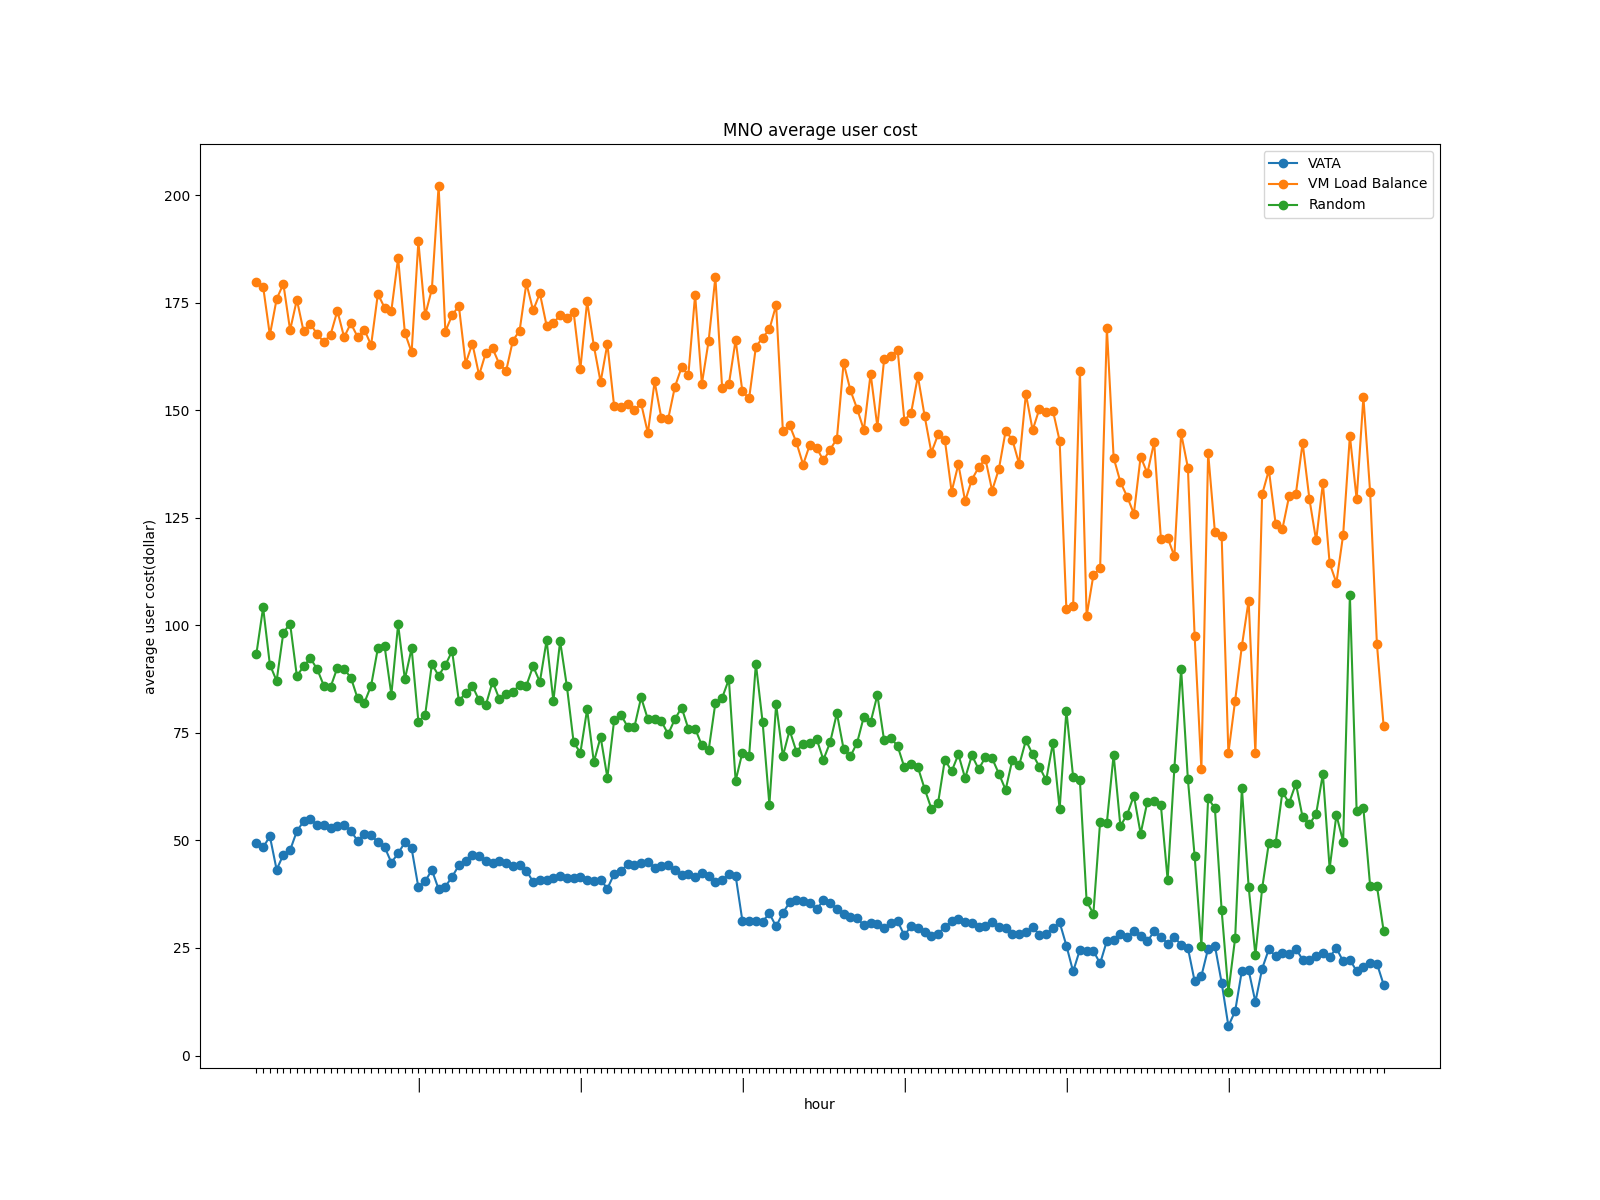 MNO average user cost
VATA
VM Load Balance
Random
200
175
150
125
100
75
50
25
0
average user cost(dollar)
| | | | | |
hour